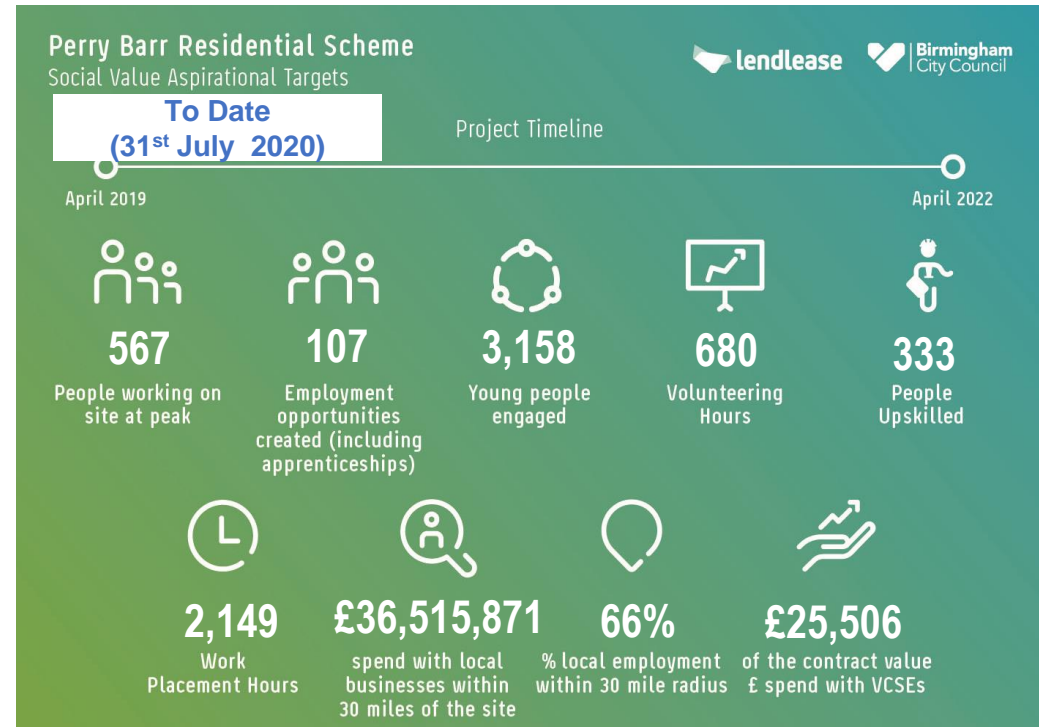 Perry Barr Residential Scheme
Social Value Aspirational Targets
lendlease
Birmingham
City Council
To Date
(31st July 2020)
Project Timeline
April 2019
April 2022
567
People working on
site at peak
107
Employment
opportunities
created (including
apprenticeships)
3,158
Young people
engaged
680
Volunteering
Hours
333
People
Upskilled
2,149
Work
Placement Hours
£36,515,871
spend with local
businesses within
30 miles of the site
66%
% local employment
within 30 mile radius
£25,506
of the contract value
£ spend with VCSEs